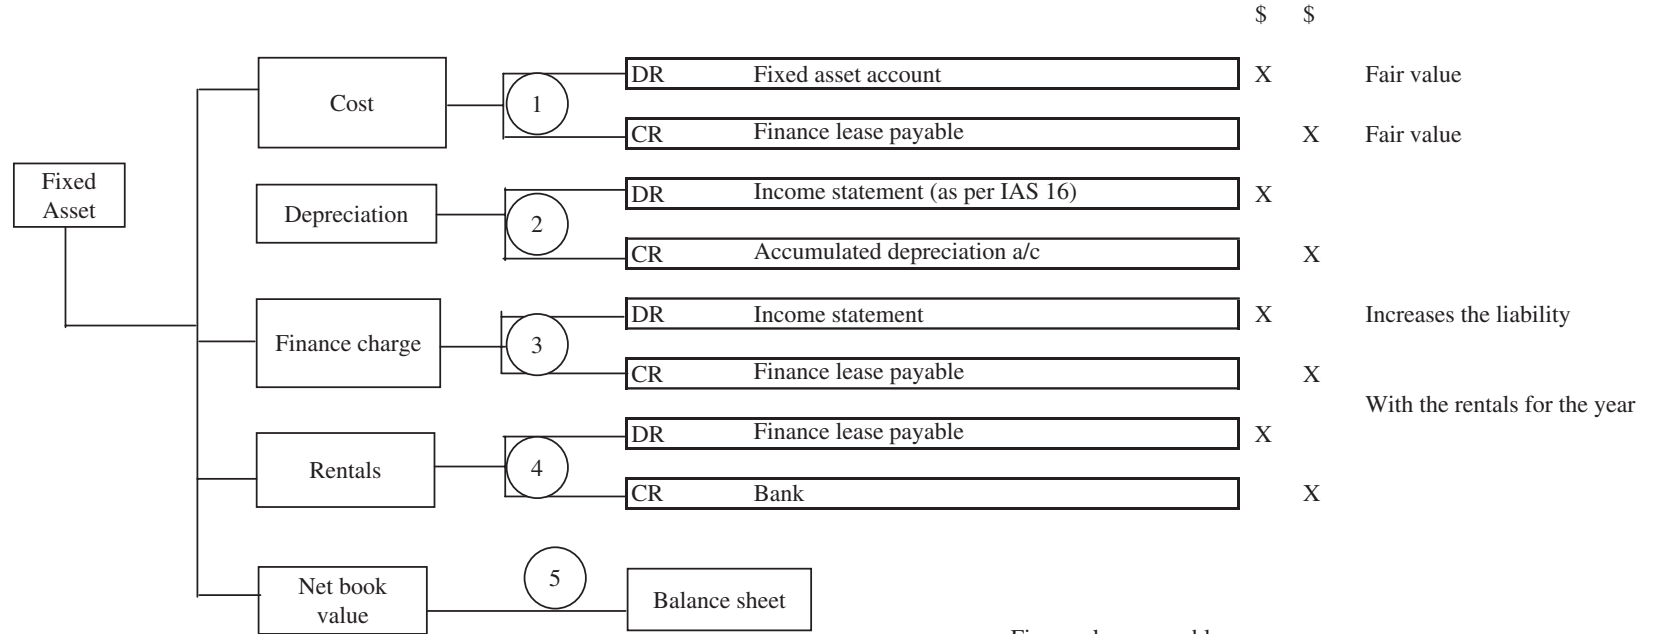 $ $
Cost
1
DR Fixed asset account X Fair value
CR Finance lease payable X Fair value
Fixed
Asset
Depreciation
2
DR Income statement (as per IAS 16) X
CR Accumulated depreciation a/c X
Finance charge
3
DR Income statement X Increases the liability
CR Finance lease payable X
With the rentals for the year
Rentals
4
DR Finance lease payable X
CR Bank X
Net book
value
5
Balance sheet